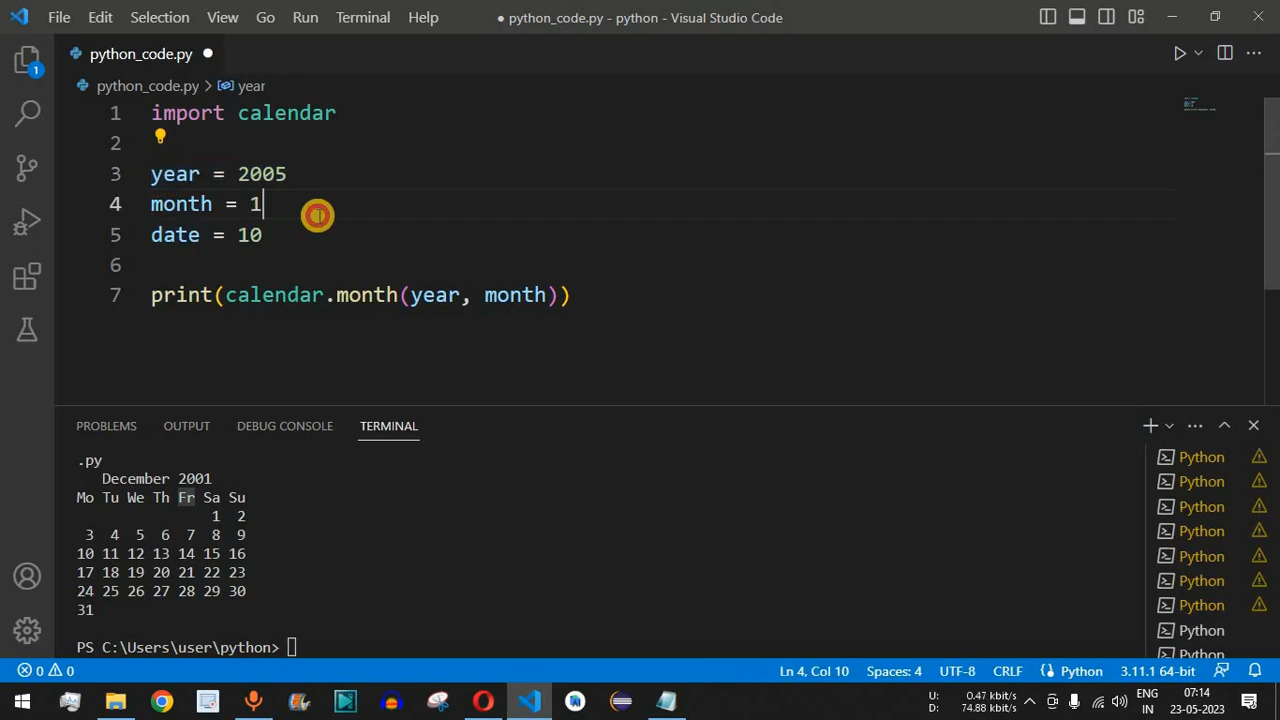 File Edit Selection View Go Run Terminal Help
● python_code.py - python - Visual Studio Code
python_code.py ●
python_code.py > year
1 import calendar
2
3 year = 2005
4 month = 1
5 date = 10
6
7 print(calendar.month(year, month))
PROBLEMS OUTPUT DEBUG CONSOLE TERMINAL
.py
December 2001
Mo Tu We Th Fr Sa Su
1 2
3 4 5 6 7 8 9
10 11 12 13 14 15 16
17 18 19 20 21 22 23
24 25 26 27 28 29 30
31
PS C:\Users\user\python>
Python
Python
Python
Python
Python
Python
Python
Python
Python
1
0 0
Ln 4, Col 10 Spaces: 4 UTF-8 CRLF Python 3.11.1 64-bit
U: 0.47 kbit/s
D: 74.88 kbit/s
ENG
IN
07:14
23-05-2023